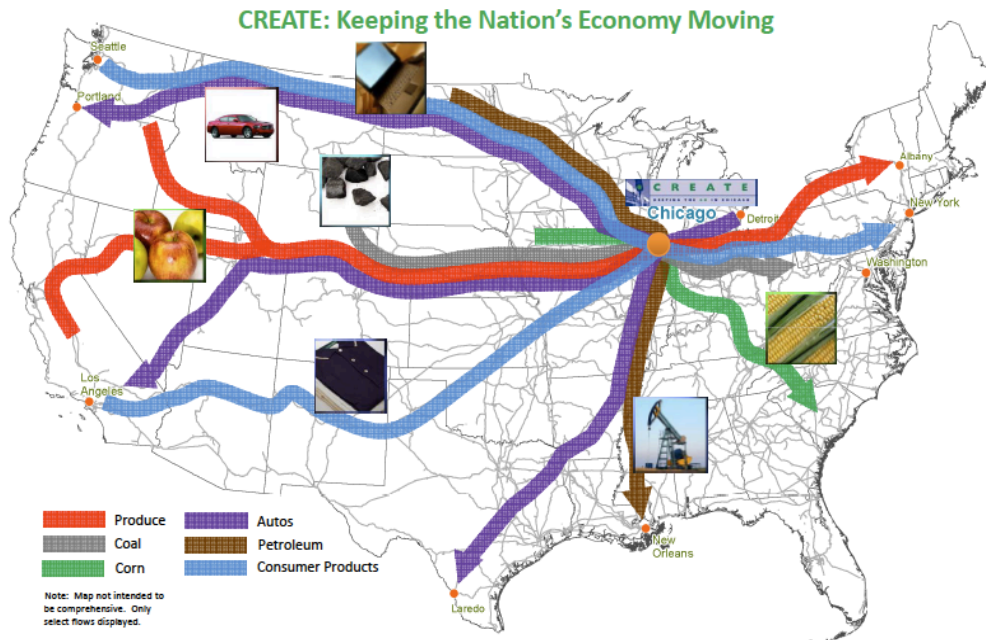 CREATE: Keeping the Nation's Economy Moving
Seattle
Portland
CREATE
Chicago
Detroit
Albany
New York
Washington
Los
Angeles
New
Orleans
Laredo
Produce
Coal
Corn
Autos
Petroleum
Consumer Products
Note: Map not intended to
be comprehensive. Only
select flows displayed.